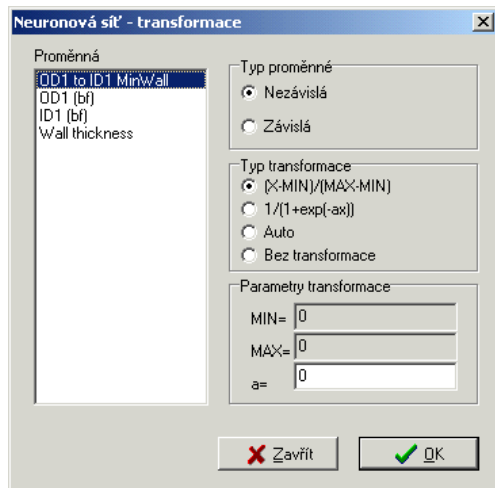 Neuronová síť - transformace
Proměnná
OD1 to ID1 MinWall
OD1 (bf)
ID1 (bf)
Wall thickness
Typ proměnné
Nezávislá
Závislá
Typ transformace
(X-MIN)/(MAX-MIN)
1/(1+exp(-ax))
Auto
Bez transformace
Parametry transformace
MIN= 0
MAX= 0
a= 0
Zavřít
OK